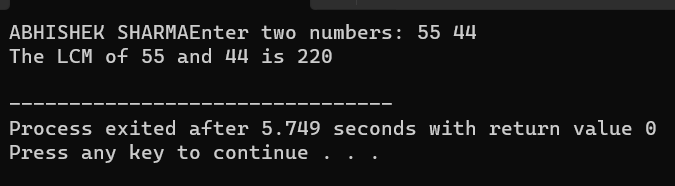 ABHISHEK SHARMAEnter two numbers: 55 44
The LCM of 55 and 44 is 220
--------------------------------
Process exited after 5.749 seconds with return value 0
Press any key to continue . . .